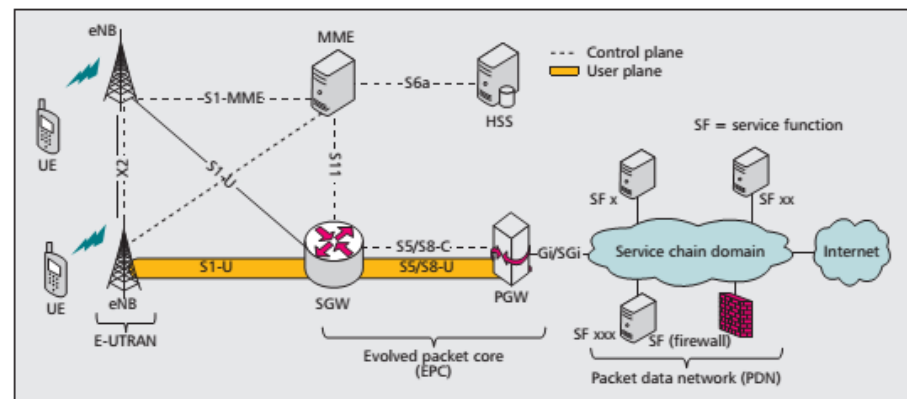 eNB
MME
Control plane
User plane
S1-MME
S6a
HSS
SF = service function
UE
X2
S1-U
S11
SF x
SF xx
S5/S8-C
Gi/SGi
Service chain domain
Internet
UE
S1-U
S5/S8-U
eNB
SGW
PGW
SF xxx
SF (firewall)
E-UTRAN
Evolved packet core
(EPC)
Packet data network (PDN)